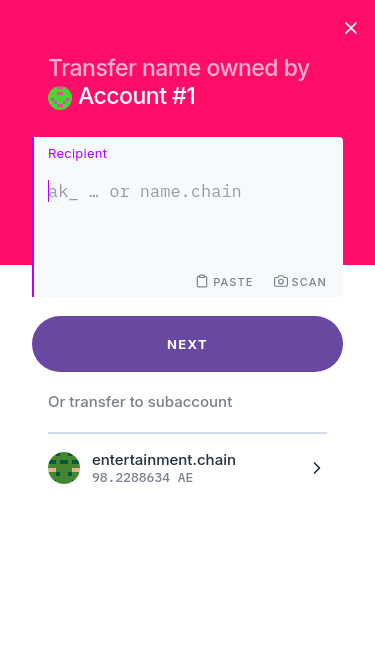 Transfer name owned by
Account #1
Recipient
ak_ … or name.chain
PASTE
SCAN
NEXT
Or transfer to subaccount
entertainment.chain
98.2288634 AE